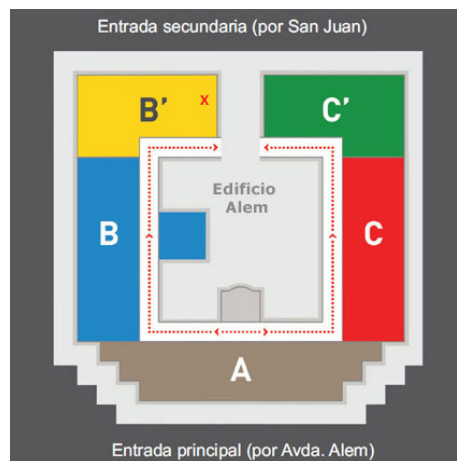 Entrada secundaria (por San Juan)
B’ X C’
Edificio
Alem
B C
A
Entrada principal (por Avda. Alem)